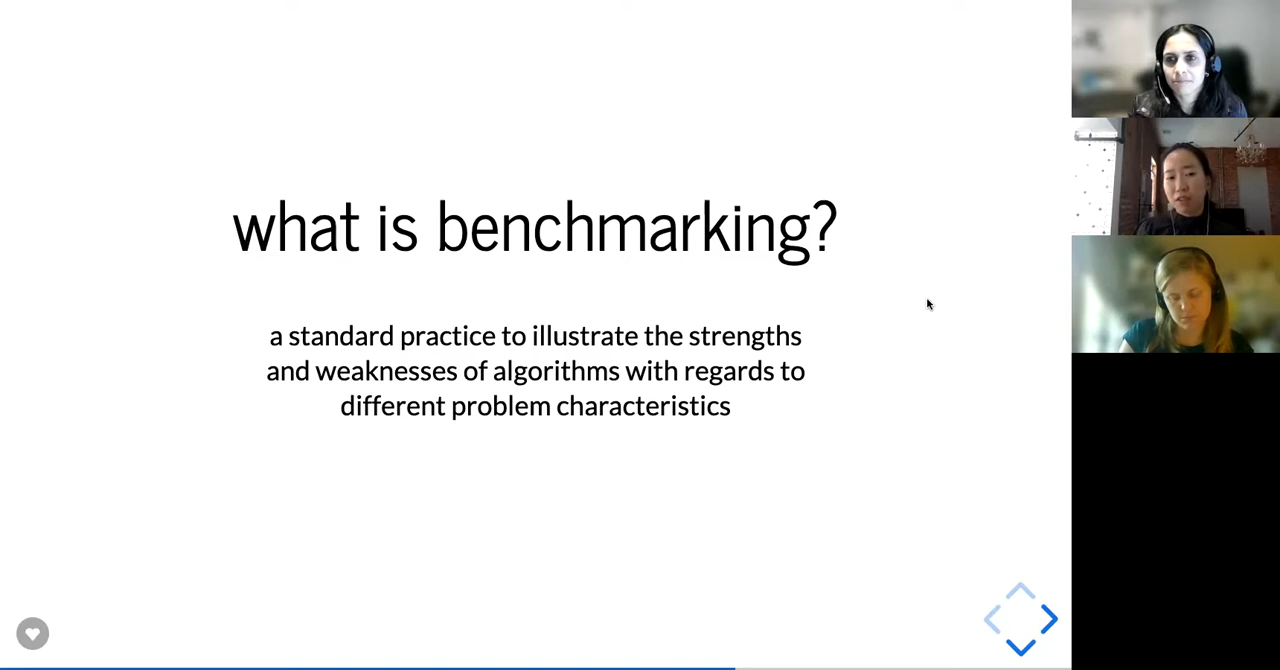 what is benchmarking?
a standard practice to illustrate the strengths
and weaknesses of algorithms with regards to
different problem characteristics